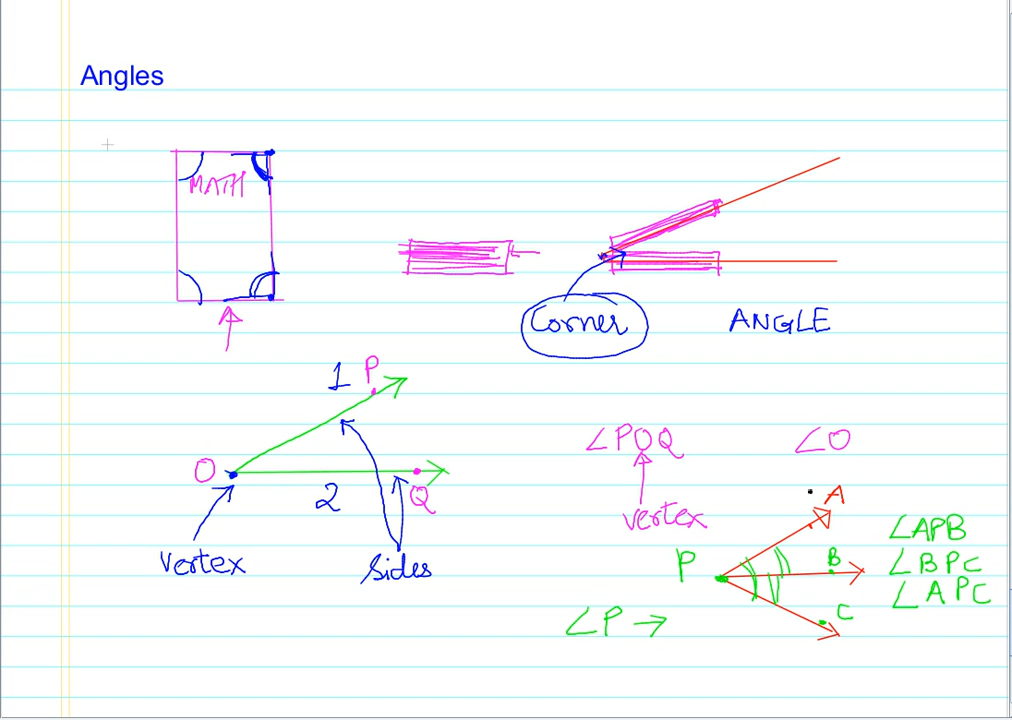 Angles
MATH
Corner
ANGLE
1 P
O
2 Q
Vertex
Sides
∠POQ
∠O
Vertex
A
P B
C
∠APB
∠BPC
∠APC
∠P →